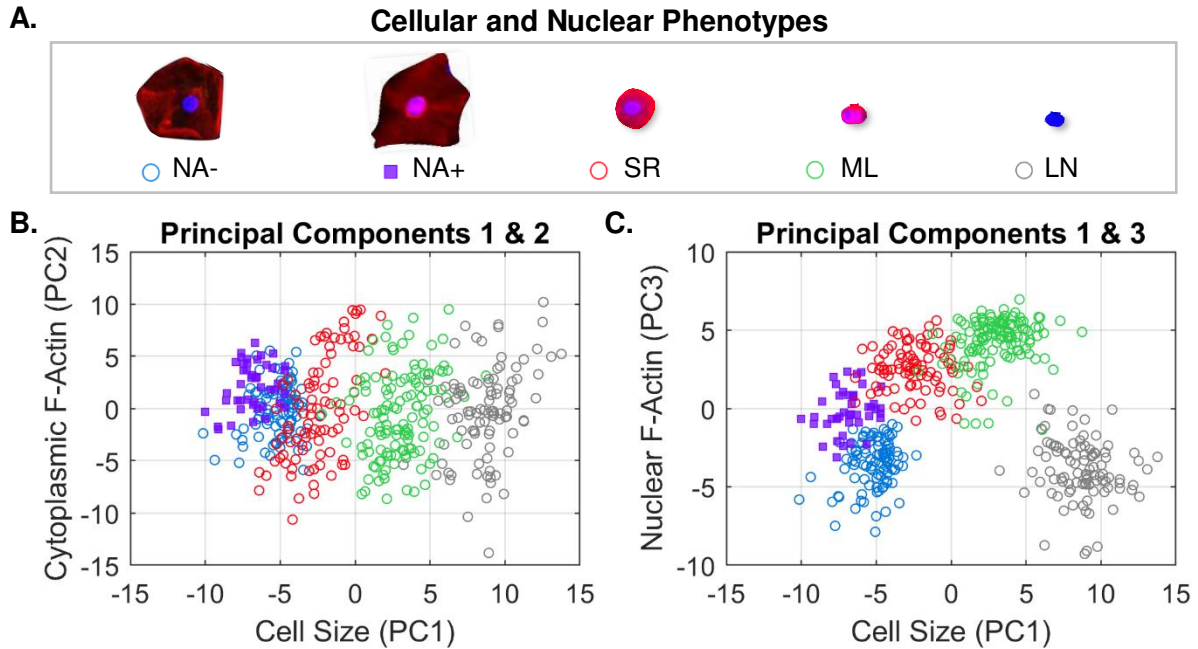 A.
Cellular and Nuclear Phenotypes
NA-
NA+
SR
ML
LN
B.
Principal Components 1 & 2
Cytoplasmic F-Actin (PC2)
15
10
5
0
-5
-10
-15
-15
-10
-5
0
5
10
15
Cell Size (PC1)
C.
Principal Components 1 & 3
Nuclear F-Actin (PC3)
10
5
0
-5
-10
-15
-10
-5
0
5
10
15
Cell Size (PC1)